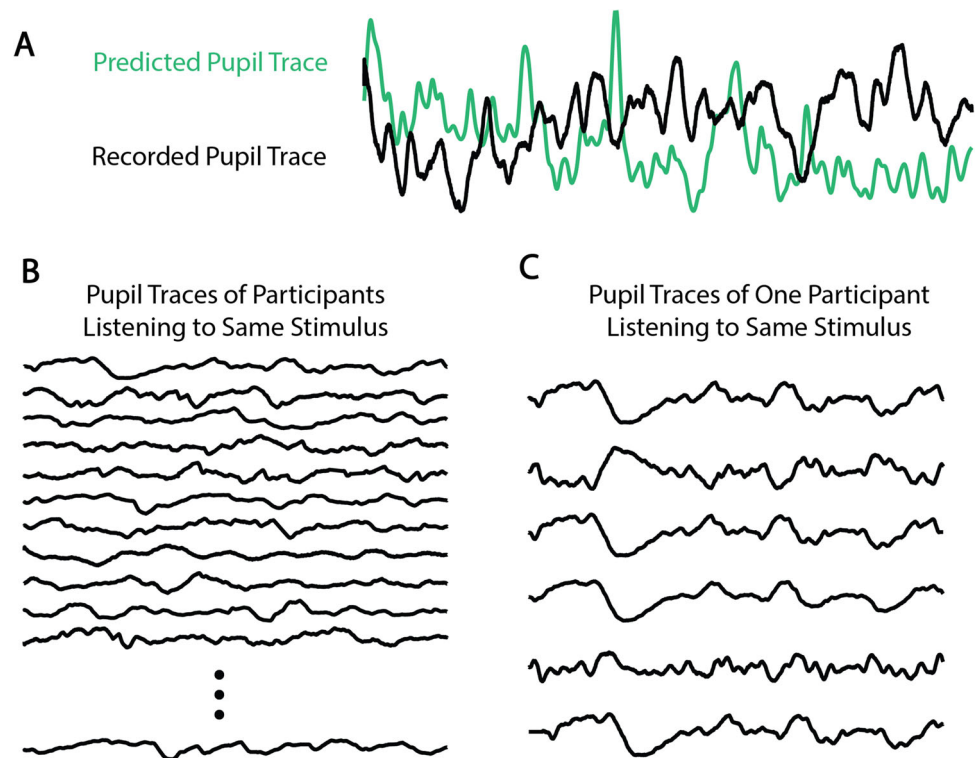 A
Predicted Pupil Trace
Recorded Pupil Trace
B
Pupil Traces of Participants
Listening to Same Stimulus
C
Pupil Traces of One Participant
Listening to Same Stimulus